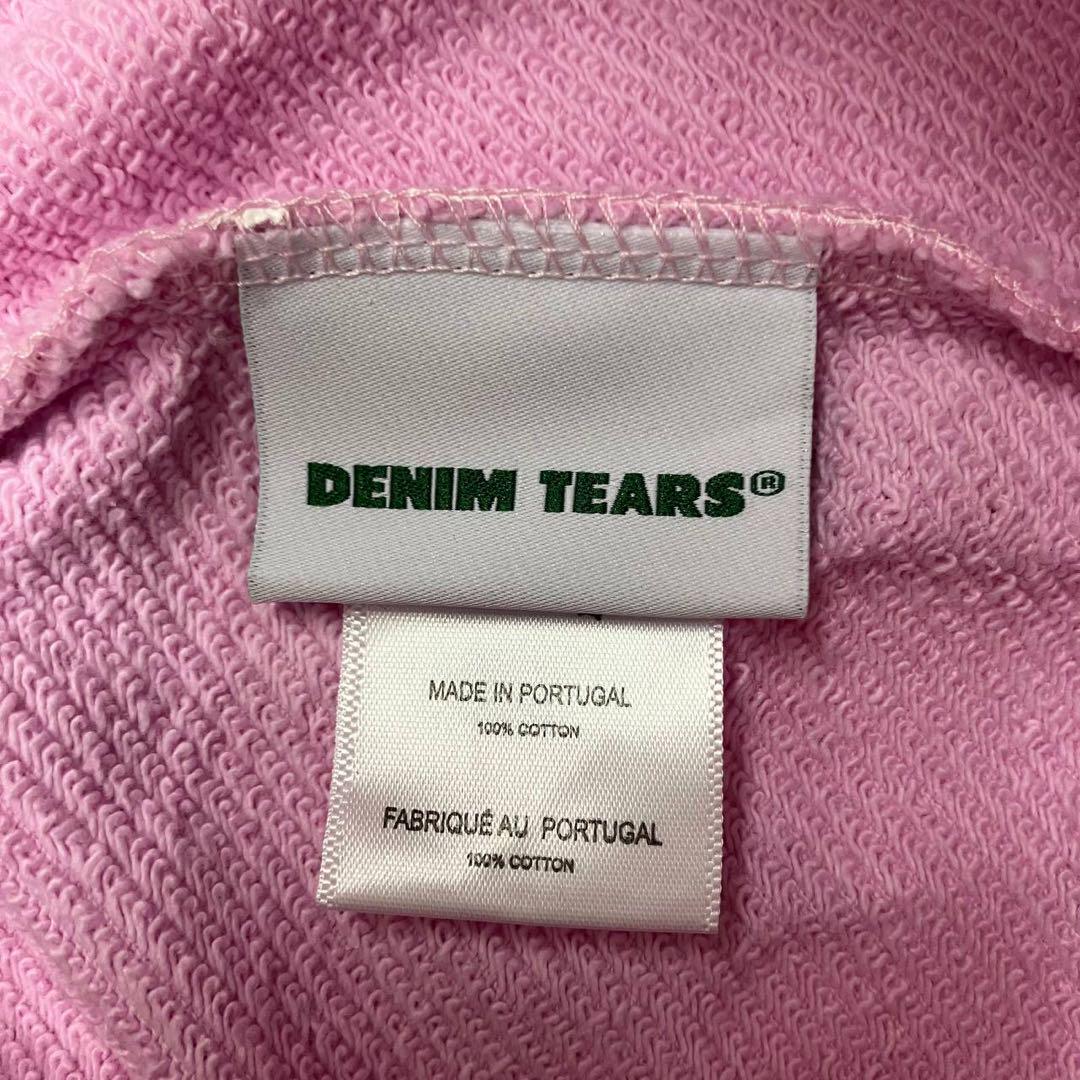 DENIM TEARS®
MADE IN PORTUGAL
100% COTTON
FABRIQUÉ AU PORTUGAL
100% COTTON